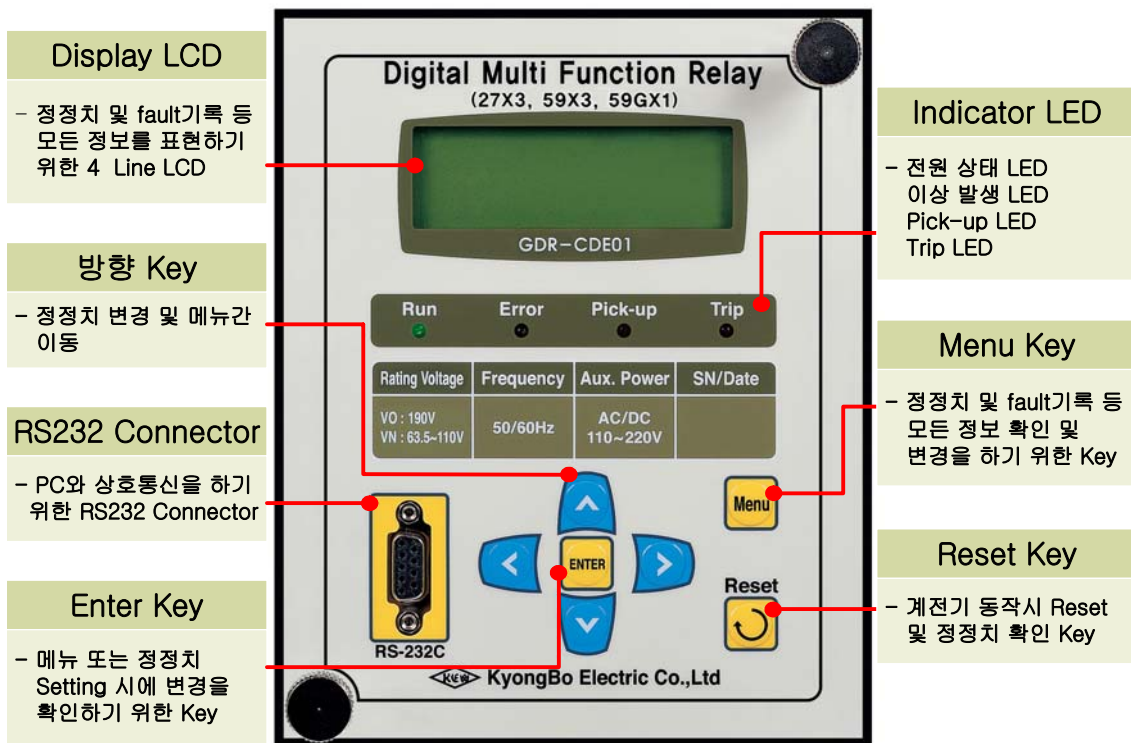 Display LCD
- 정정치 및 fault기록 등
모든 정보를 표현하기
위한 4 Line LCD
방향 Key
- 정정치 변경 및 메뉴간
이동
RS232 Connector
- PC와 상호통신을 하기
위한 RS232 Connector
Enter Key
- 메뉴 또는 정정치
Setting 시에 변경을
확인하기 위한 Key
Digital Multi Function Relay
(27X3, 59X3, 59GX1)
GDR-CDE01
Run Error Pick-up Trip
Rating Voltage Frequency Aux. Power SN/Date
VO : 190V
VN : 63.5~110V
50/60Hz
AC/DC
110~220V
Menu
ENTER
Reset
RS-232C
KEW KyongBo Electric Co.,Ltd
Indicator LED
- 전원 상태 LED
이상 발생 LED
Pick-up LED
Trip LED
Menu Key
- 정정치 및 fault기록 등
모든 정보 확인 및
변경을 하기 위한 Key
Reset Key
- 계전기 동작시 Reset
및 정정치 확인 Key